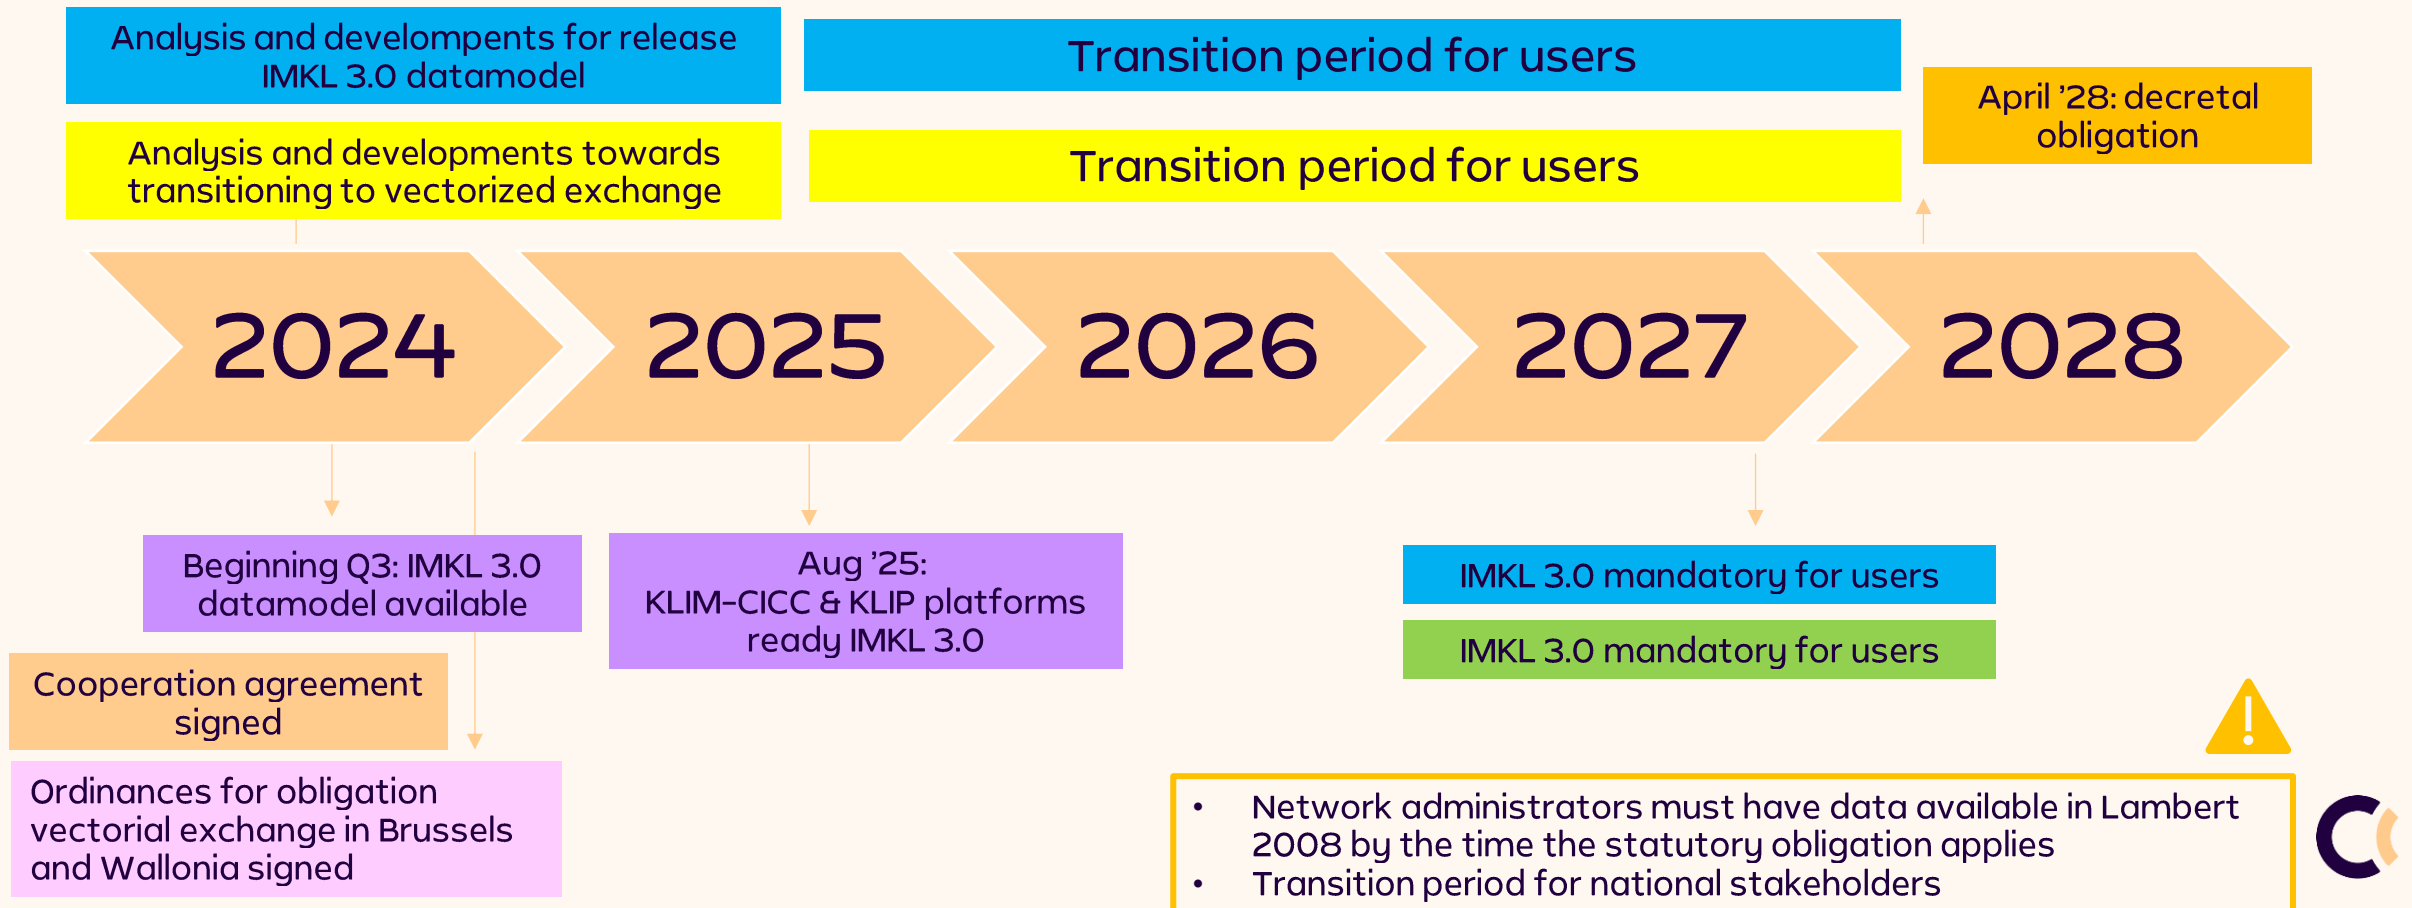 Analysis and develompents for release
IMKL 3.0 datamodel
Transition period for users
April ’28: decretal
obligation
Analysis and developments towards
transitioning to vectorized exchange
Transition period for users
2024
2025
2026
2027
2028
Beginning Q3: IMKL 3.0
datamodel available
Aug ’25:
KLIM-CICC & KLIP platforms
ready IMKL 3.0
IMKL 3.0 mandatory for users
IMKL 3.0 mandatory for users
Cooperation agreement
signed
Ordinances for obligation
vectorial exchange in Brussels
and Wallonia signed
• Network administrators must have data available in Lambert
2008 by the time the statutory obligation applies
• Transition period for national stakeholders